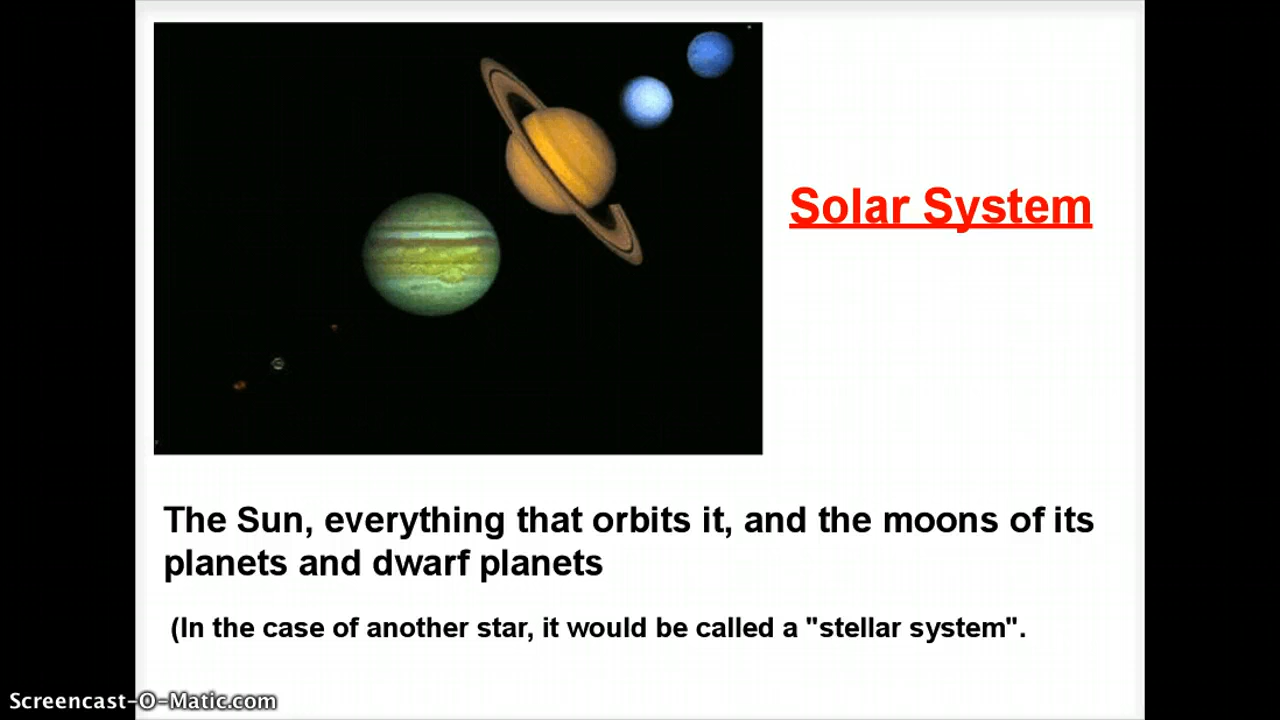 Solar System
The Sun, everything that orbits it, and the moons of its
planets and dwarf planets
(In the case of another star, it would be called a "stellar system".
Screencast-O-Matic.com